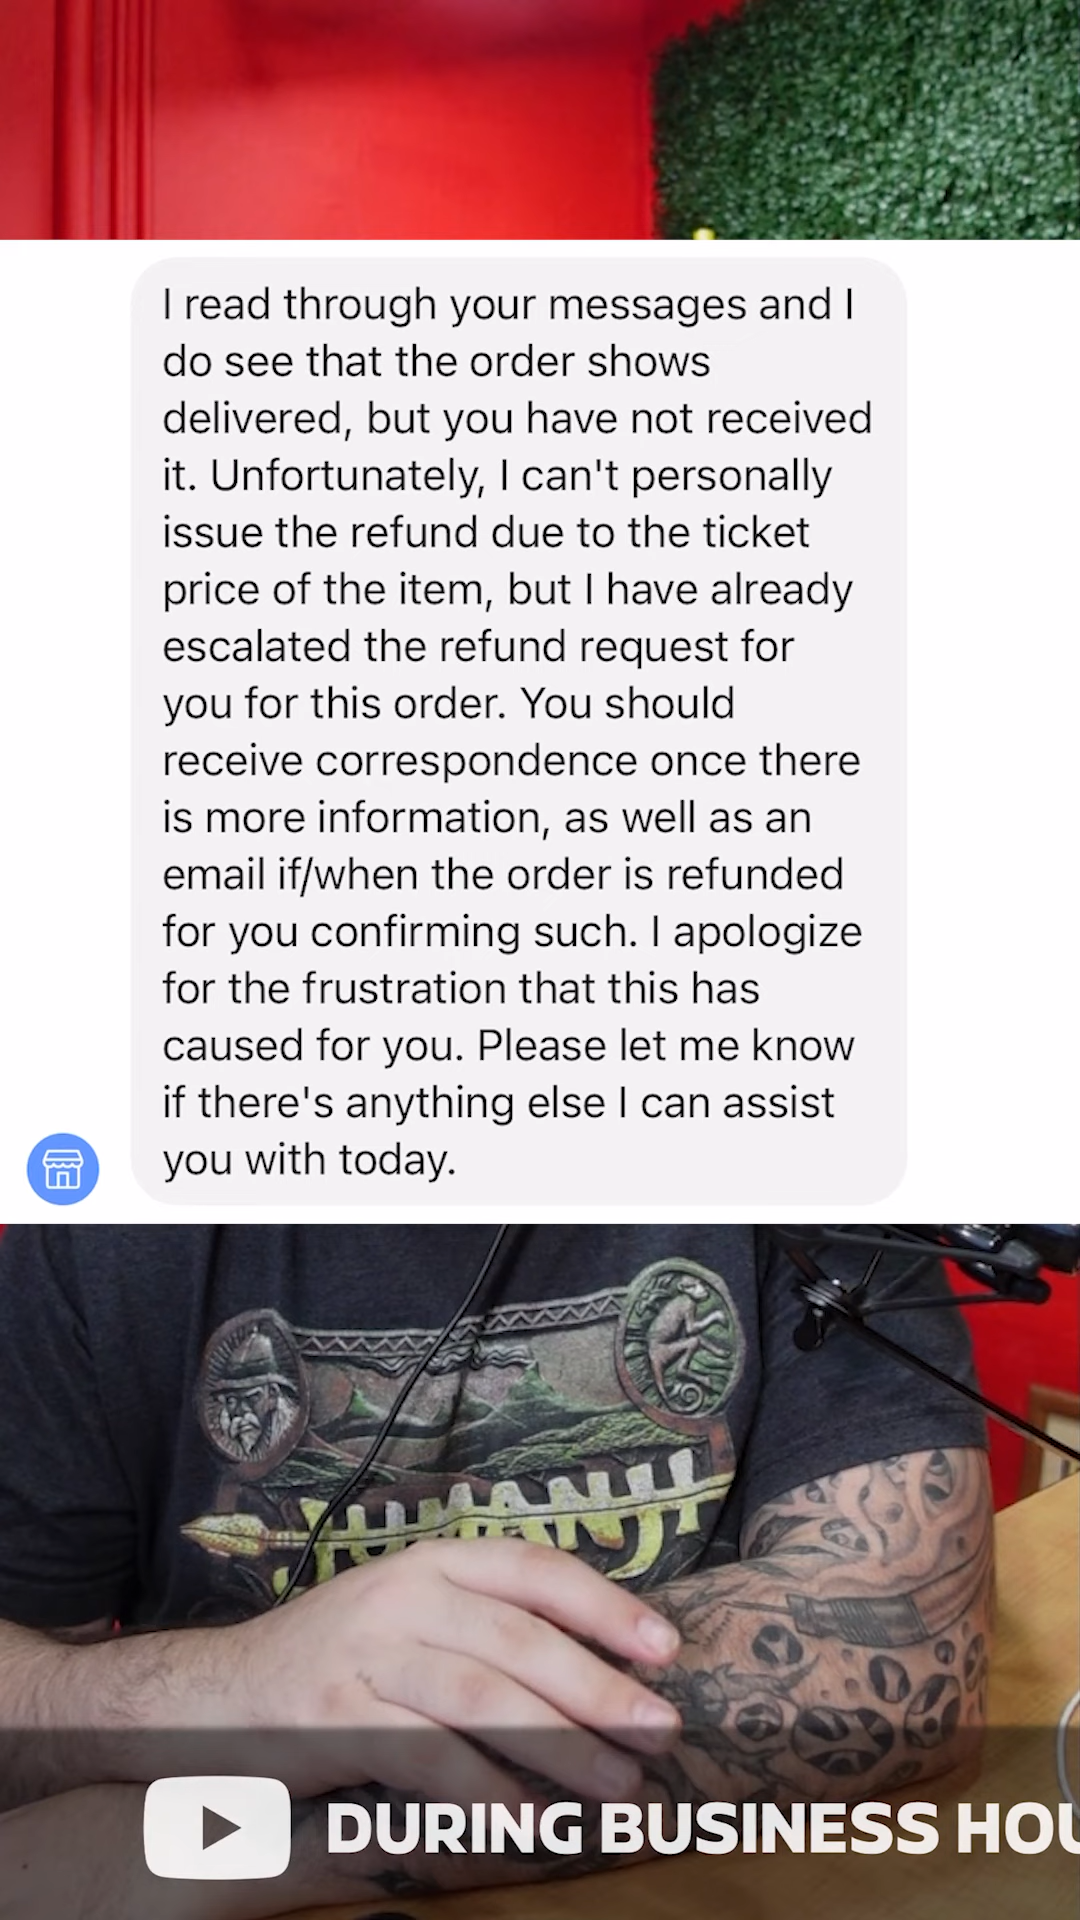 I read through your messages and I
do see that the order shows
delivered, but you have not received
it. Unfortunately, I can't personally
issue the refund due to the ticket
price of the item, but I have already
escalated the refund request for
you for this order. You should
receive correspondence once there
is more information, as well as an
email if/when the order is refunded
for you confirming such. I apologize
for the frustration that this has
caused for you. Please let me know
if there's anything else I can assist
you with today.
JUMANJI
DURING BUSINESS HOU